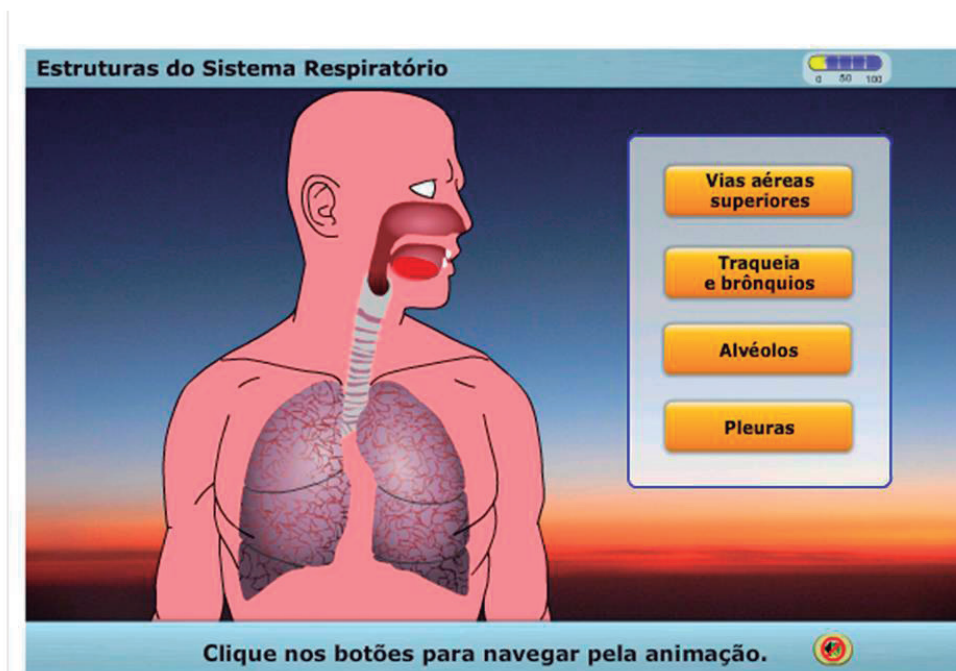 Estruturas do Sistema Respiratório
0 50 100
Vias aéreas
superiores
Traqueia
e brônquios
Alvéolos
Pleuras
Clique nos botões para navegar pela animação.